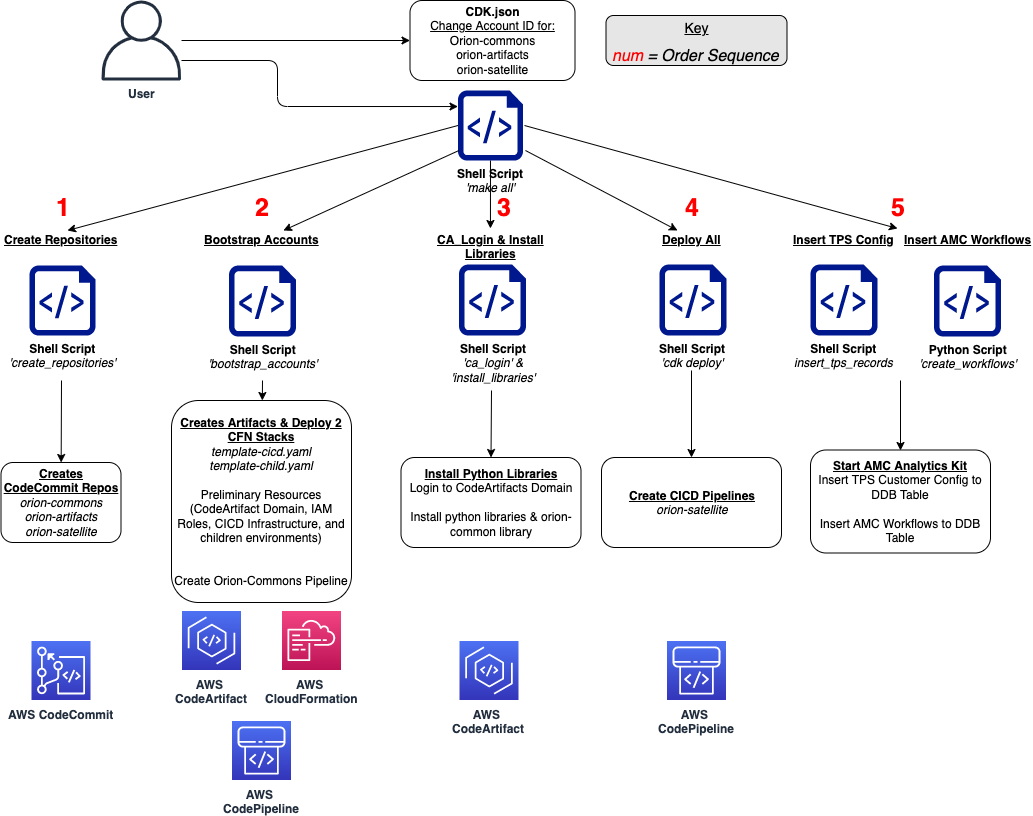 CDK.json
Change Account ID for:
Orion-commons
orion-artifacts
orion-satellite
Key
num = Order Sequence
User
Shell Script
'make all'
1
2
3
4
5
Create Repositories
Bootstrap Accounts
CA_Login & Install
Libraries
Deploy All
Insert TPS Config
Insert AMC Workflows
Shell Script
'create_repositories'
Shell Script
'bootstrap_accounts'
Shell Script
'ca_login' &
'install_libraries'
Shell Script
'cdk deploy'
Shell Script
insert_tps_records
Python Script
'create_workflows'
Creates
CodeCommit Repos
orion-commons
orion-artifacts
orion-satellite
Creates Artifacts & Deploy 2
CFN Stacks
template-cicd.yaml
template-child.yaml
Preliminary Resources
(CodeArtifact Domain, IAM
Roles, CICD Infrastructure, and
children environments)
Create Orion-Commons Pipeline
Install Python Libraries
Login to CodeArtifacts Domain
Install python libraries & orion-
common library
Create CICD Pipelines
orion-satellite
Start AMC Analytics Kit
Insert TPS Customer Config to
DDB Table
Insert AMC Workflows to DDB
Table
AWS CodeCommit
AWS
CodeArtifact
AWS
CloudFormation
AWS
CodePipeline
AWS
CodeArtifact
AWS
CodePipeline